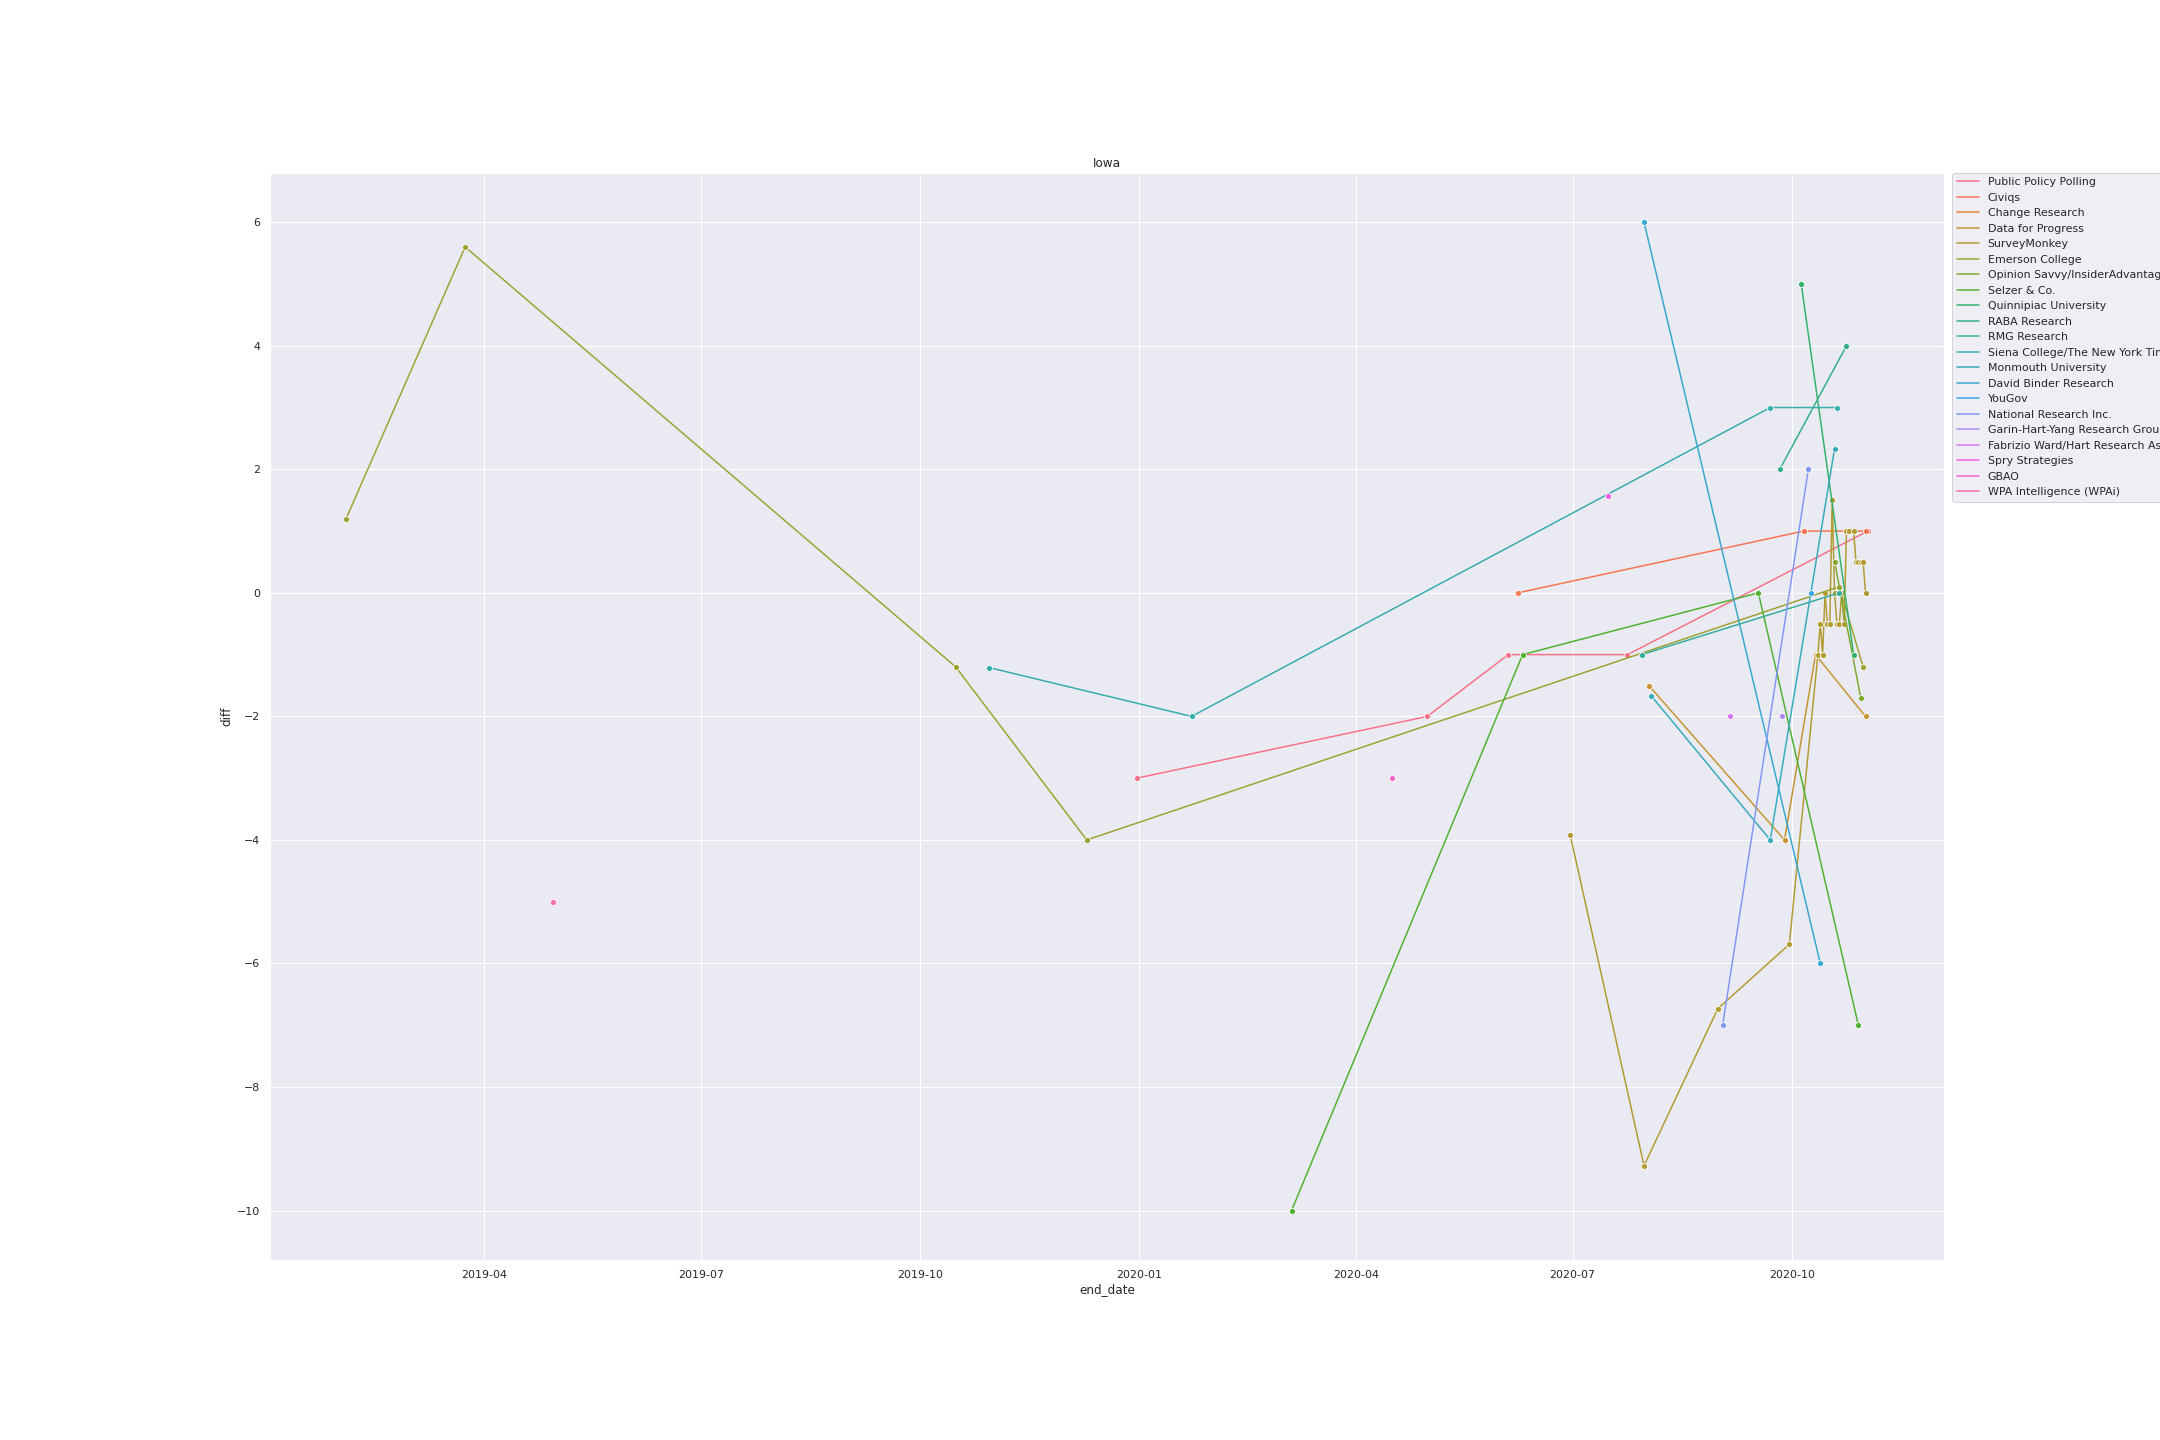 Iowa
6
4
2
0
−2
−4
−6
−8
−10
diff
2019-04 2019-07 2019-10 2020-01 2020-04 2020-07 2020-10
end_date
Public Policy Polling
Civiqs
Change Research
Data for Progress
SurveyMonkey
Emerson College
Opinion Savvy/InsiderAdvantag
Selzer & Co.
Quinnipiac University
RABA Research
RMG Research
Siena College/The New York Tir
Monmouth University
David Binder Research
YouGov
National Research Inc.
Garin-Hart-Yang Research Grou
Fabrizio Ward/Hart Research As
Spry Strategies
GBAO
WPA Intelligence (WPAi)